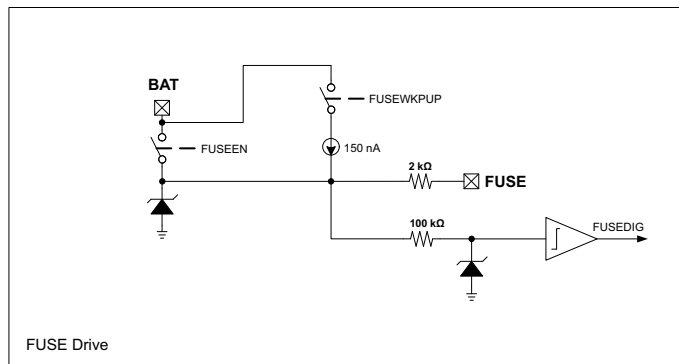 BAT
FUSEWKPUP
FUSEEN
150 nA
2 kΩ
FUSE
100 kΩ
FUSEDIG
FUSE Drive